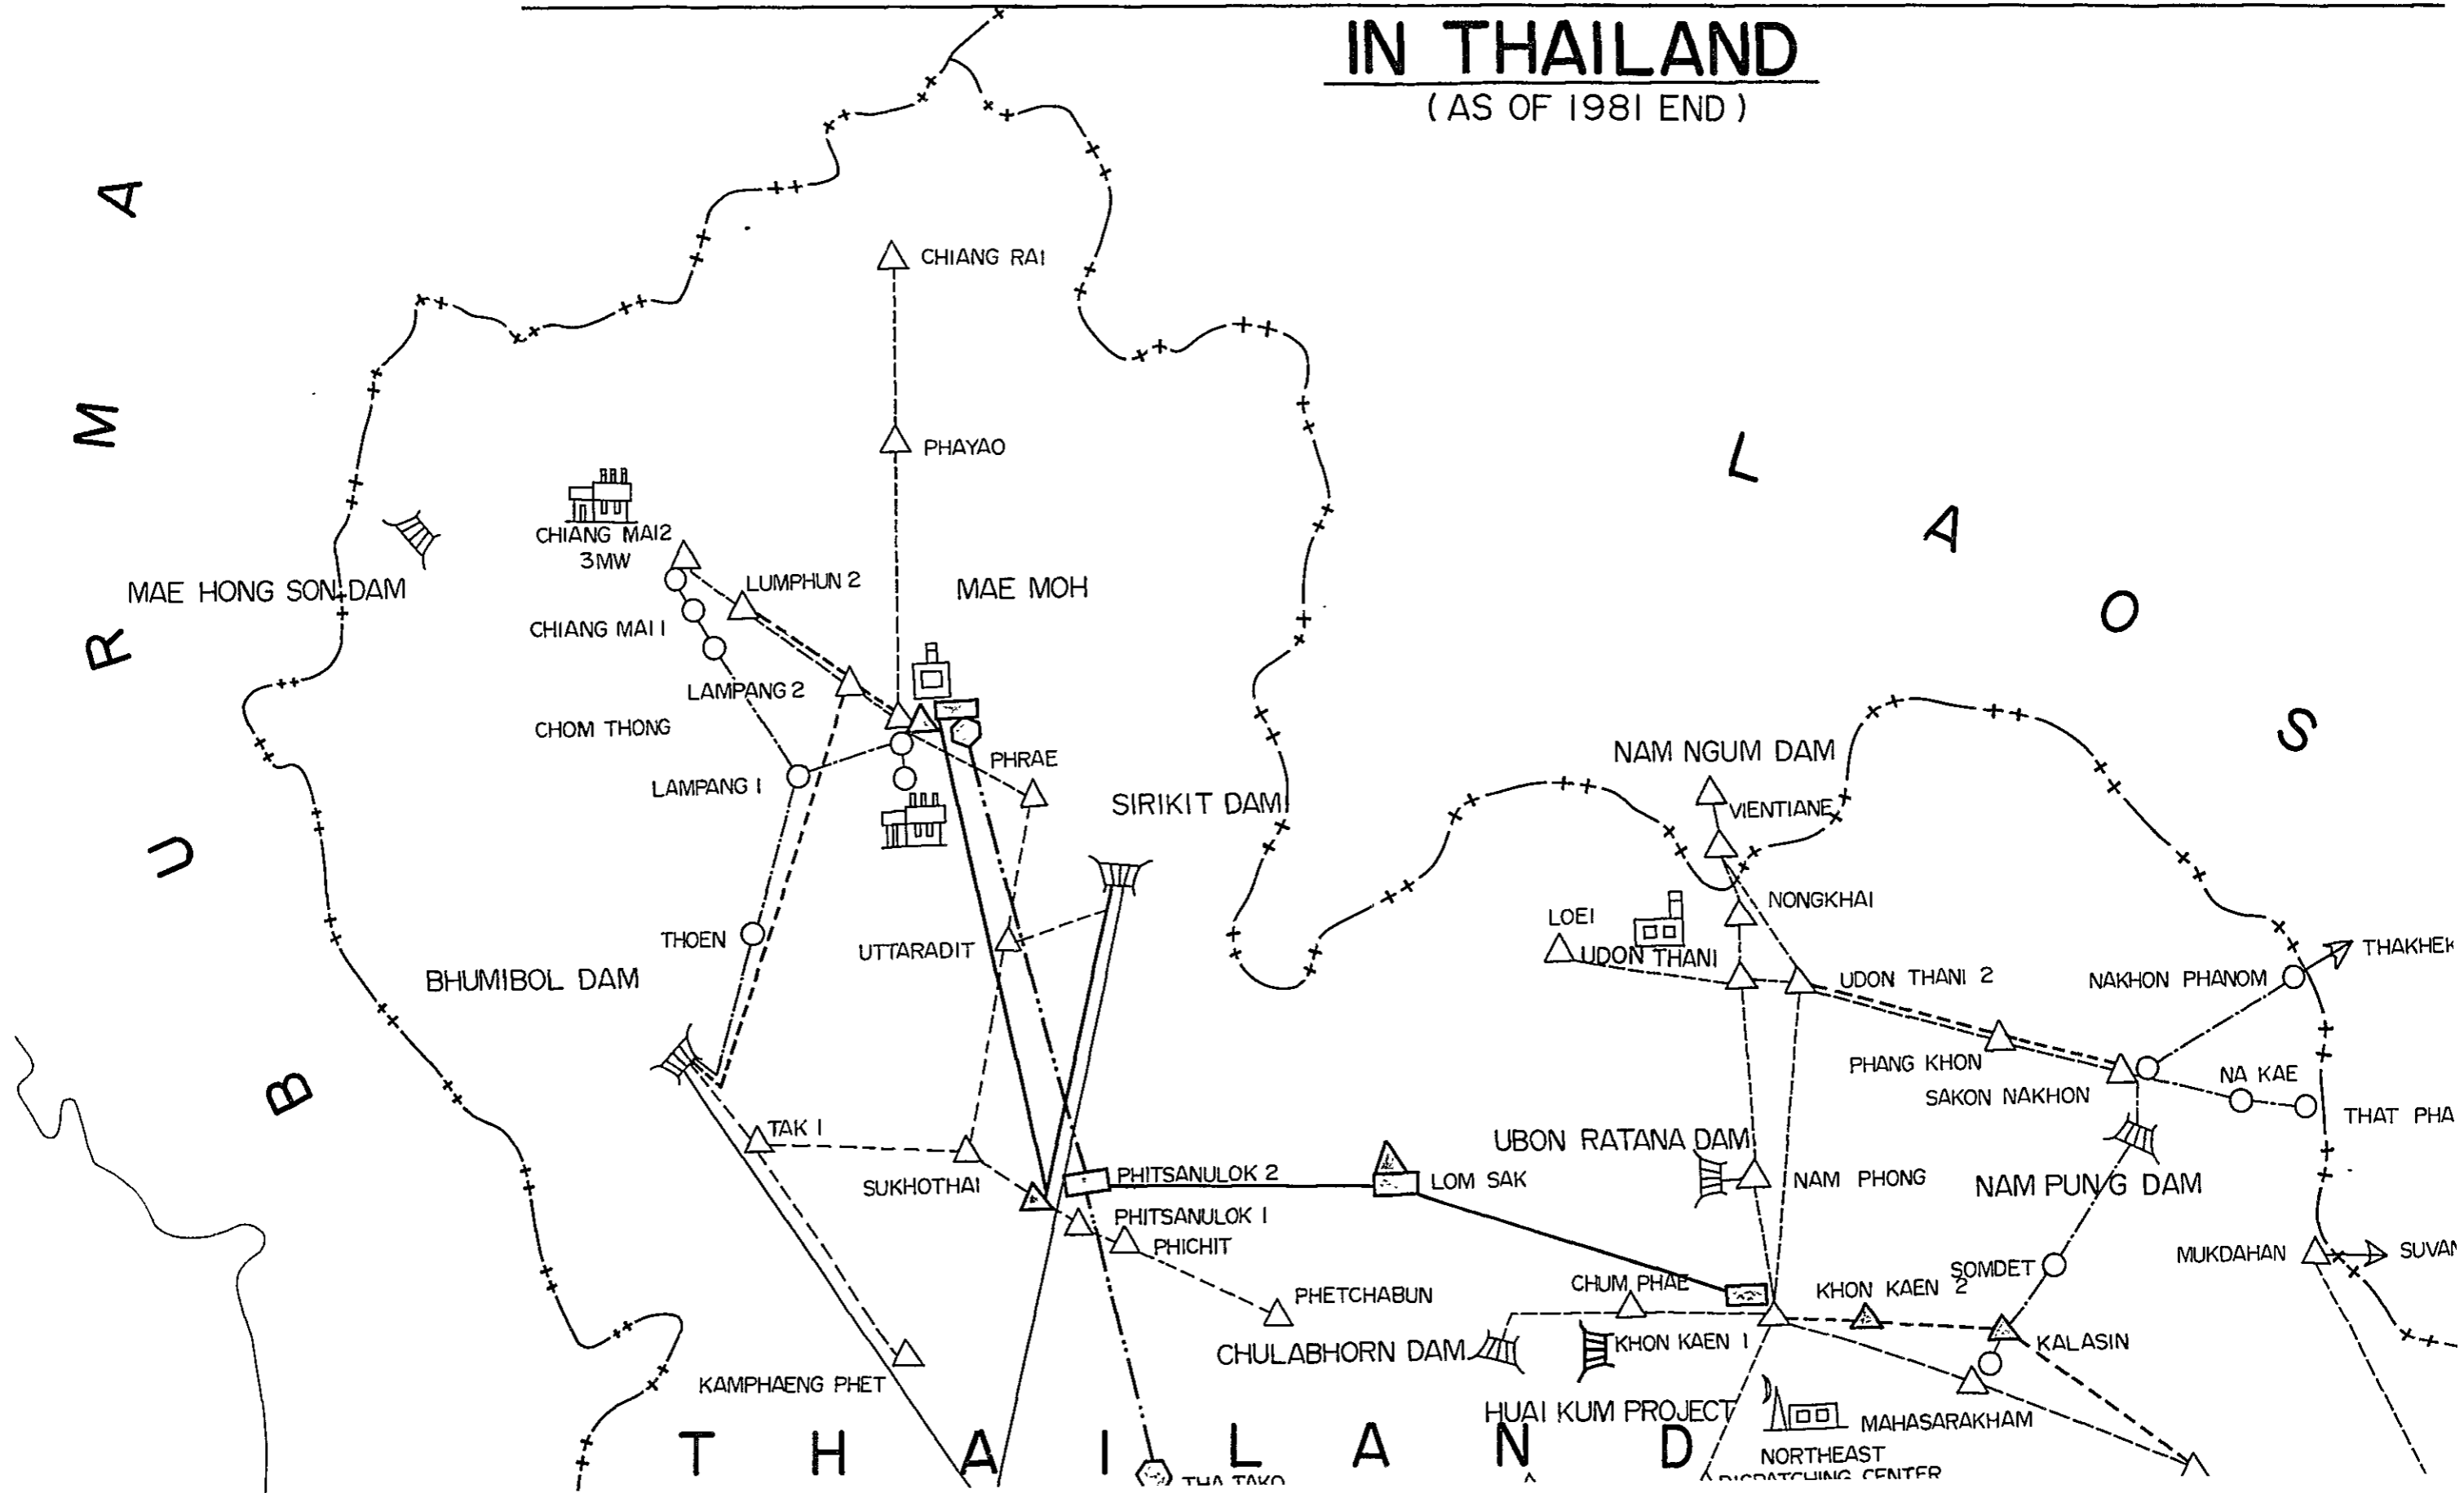 IN THAILAND
(AS OF 1981 END)
BURMA
LAOS
CHIANG RAI
PHAYAO
CHIANG MAI2
3MW
LUMPHUN 2
MAE MOH
MAE HONG SON DAM
CHIANG MAI I
LAMPANG 2
CHOM THONG
PHRAE
LAMPANG I
SIRIKIT DAM
NAM NGUM DAM
VIENTIANE
NONGKHAI
LOEI
THOEN
UTTARADIT
UDON THANI
UDON THANI 2
NAKHON PHANOM
THAKHEK
BHUMIBOL DAM
PHANG KHON
NA KAE
SAKON NAKHON
THAT PHA
TAK I
UBON RATANA DAM
SUKHOTHAI
PHITSANULOK 2
LOM SAK
NAM PHONG
NAM PUNG DAM
PHITSANULOK I
PHICHIT
MUKDAHAN
SUVAN
SOMDET
CHUM PHAE
KHON KAEN 2
PHETCHABUN
CHULABHORN DAM
KHON KAEN I
KALASIN
KAMPHAENG PHET
HUAI KUM PROJECT
MAHASARAKHAM
THAILAND
NORTHEAST
DISPATCHING CENTER
THA TAKO